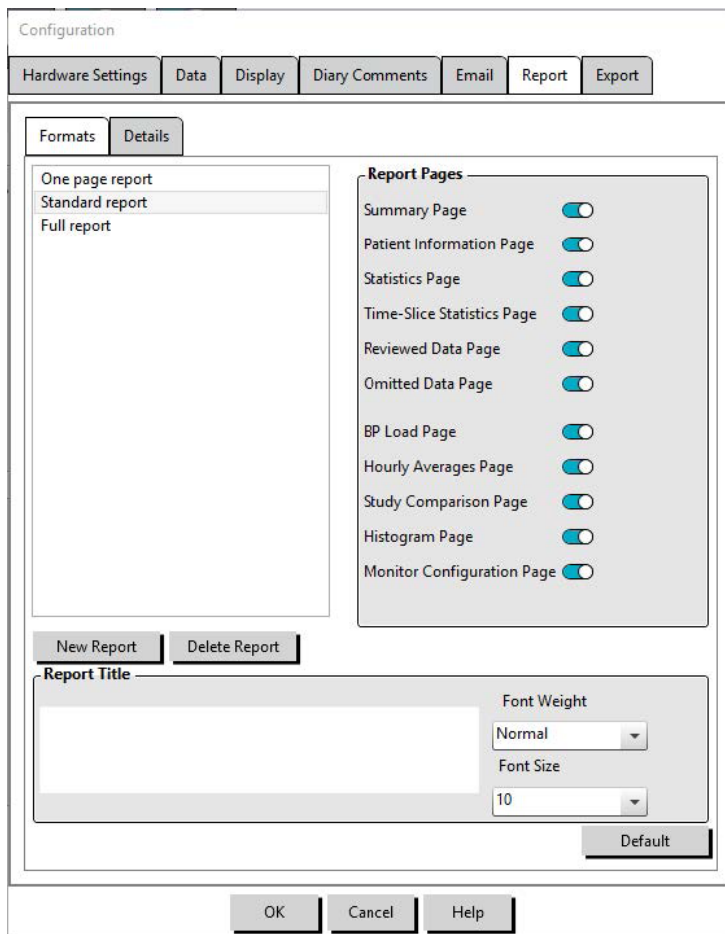 Configuration
Hardware Settings Data Display Diary Comments Email Report Export
Formats Details
One page report
Standard report
Full report
Report Pages
Summary Page
Patient Information Page
Statistics Page
Time-Slice Statistics Page
Reviewed Data Page
Omitted Data Page
BP Load Page
Hourly Averages Page
Study Comparison Page
Histogram Page
Monitor Configuration Page
New Report Delete Report
Report Title
Font Weight
Normal
Font Size
10
Default
OK Cancel Help